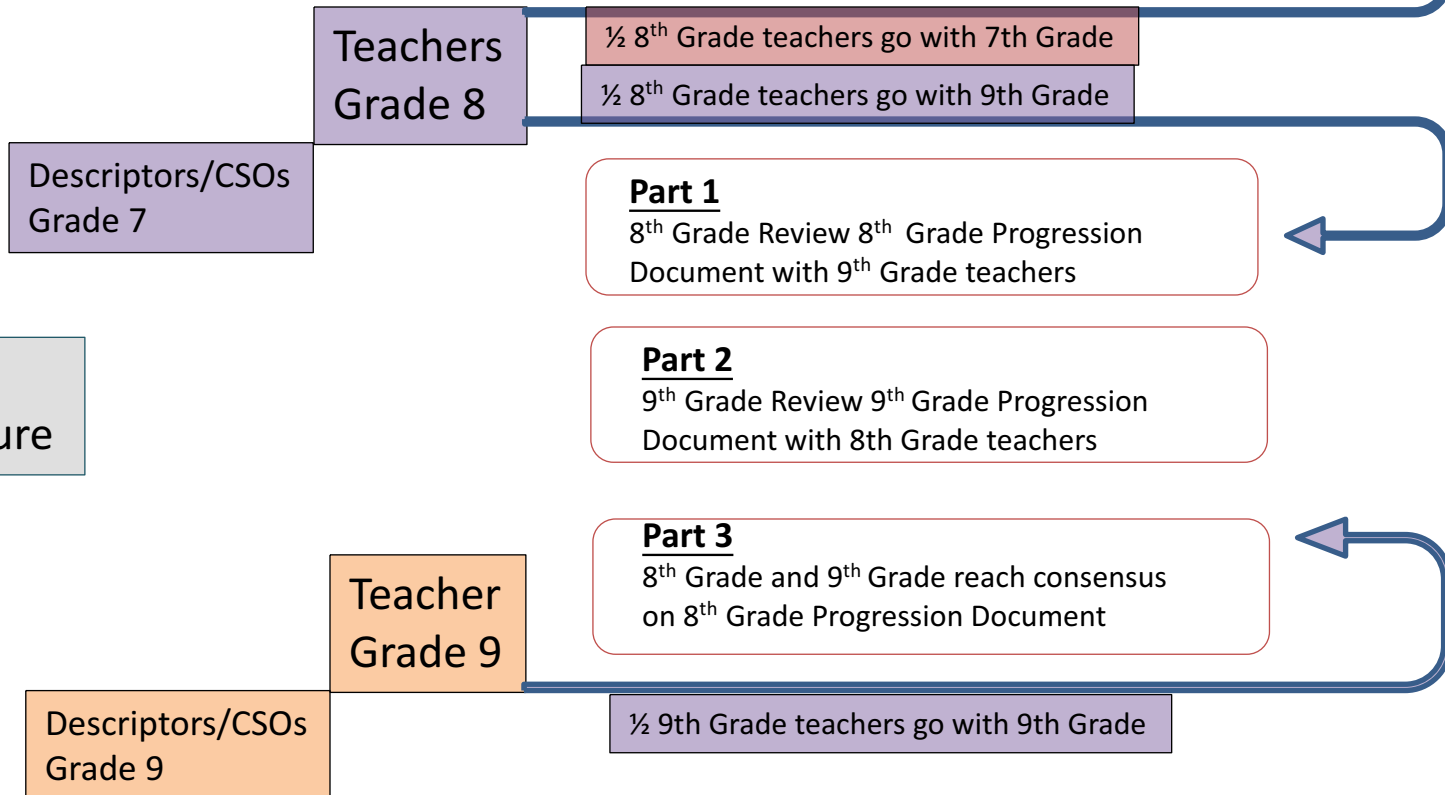 Teachers
Grade 8
½ 8th Grade teachers go with 7th Grade
½ 8th Grade teachers go with 9th Grade
Descriptors/CSOs
Grade 7
Part 1
8th Grade Review 8th Grade Progression
Document with 9th Grade teachers
Part 2
9th Grade Review 9th Grade Progression
Document with 8th Grade teachers
ure
Part 3
8th Grade and 9th Grade reach consensus
on 8th Grade Progression Document
Teacher
Grade 9
Descriptors/CSOs
Grade 9
½ 9th Grade teachers go with 9th Grade